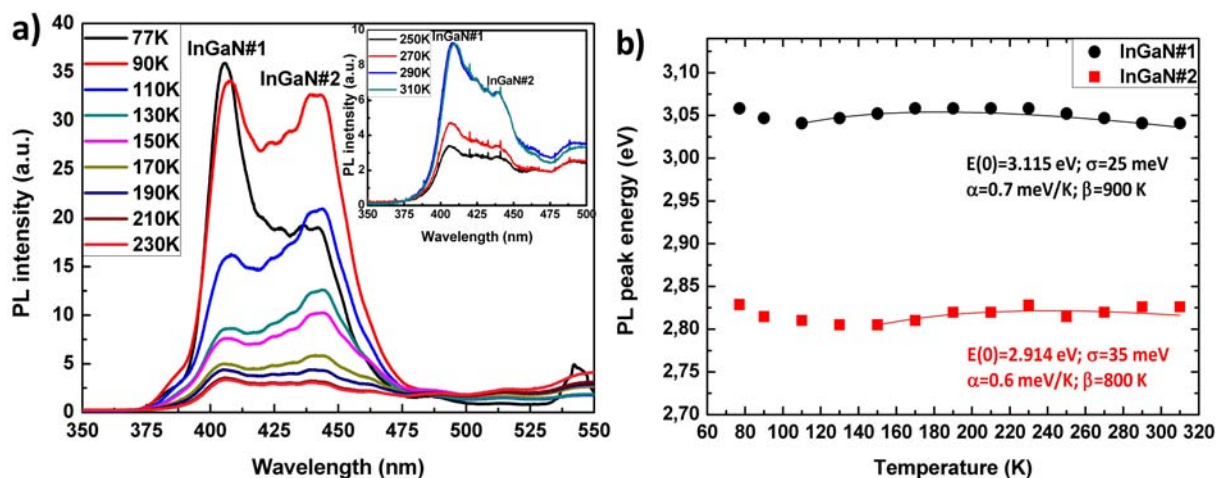 a)
40
35
30
25
20
15
10
5
0
PL intensity (a.u.)
77K
90K
110K
130K
150K
170K
190K
210K
230K
InGaN#1
InGaN#2
350 375 400 425 450 475 500 525 550
Wavelength (nm)
10
8
6
4
2
0
PL inetnsity (a.u.)
250K
270K
290K
310K
InGaN#1
InGaN#2
350 375 400 425 450 475 500
Wavelength (nm)
b)
3,15
3,10
3,05
3,00
2,95
2,90
2,85
2,80
2,75
2,70
PL peak energy (eV)
InGaN#1
InGaN#2
E(0)=3.115 eV; σ=25 meV
α=0.7 meV/K; β=900 K
E(0)=2.914 eV; σ=35 meV
α=0.6 meV/K; β=800 K
60 80 100 120 140 160 180 200 220 240 260 280 300 320
Temperature (K)